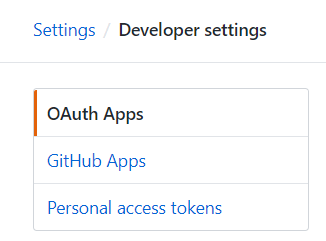 Settings / Developer settings
OAuth Apps
GitHub Apps
Personal access tokens